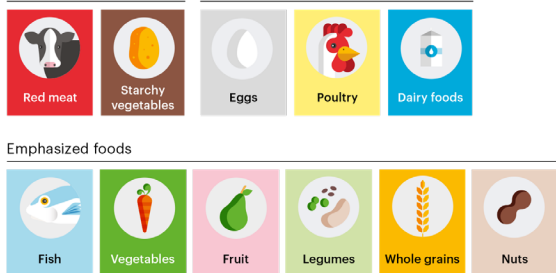 Red meat
Starchy
vegetables
Eggs
Poultry
Dairy foods
Emphasized foods
Fish
Vegetables
Fruit
Legumes
Whole grains
Nuts